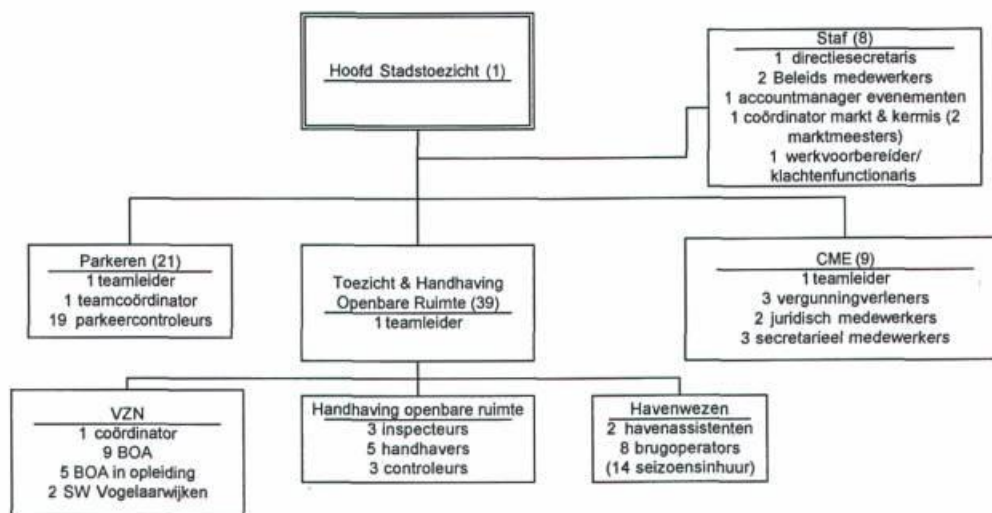 Hoofd Stadstoezicht (1)
Staf (8)
1 directiesecretaris
2 Beleids medewerkers
1 accountmanager evenementen
1 coördinator markt & kermis (2
marktmeesters)
1 werkvoorbereider/
klachtenfunctionaris
Parkeren (21)
1 teamleider
1 teamcoördinator
19 parkeercontroleurs
Toezicht & Handhaving
Openbare Ruimte (39)
1 teamleider
CME (9)
1 teamleider
3 vergunningverleners
2 juridisch medewerkers
3 secretarieel medewerkers
VZN
1 coördinator
9 BOA
5 BOA in opleiding
2 SW Vogelaarwijken
Handhaving openbare ruimte
3 inspecteurs
5 handhavers
3 controleurs
Havenwezen
2 havenassistenten
8 brugoperators
(14 seizoensinhuur)